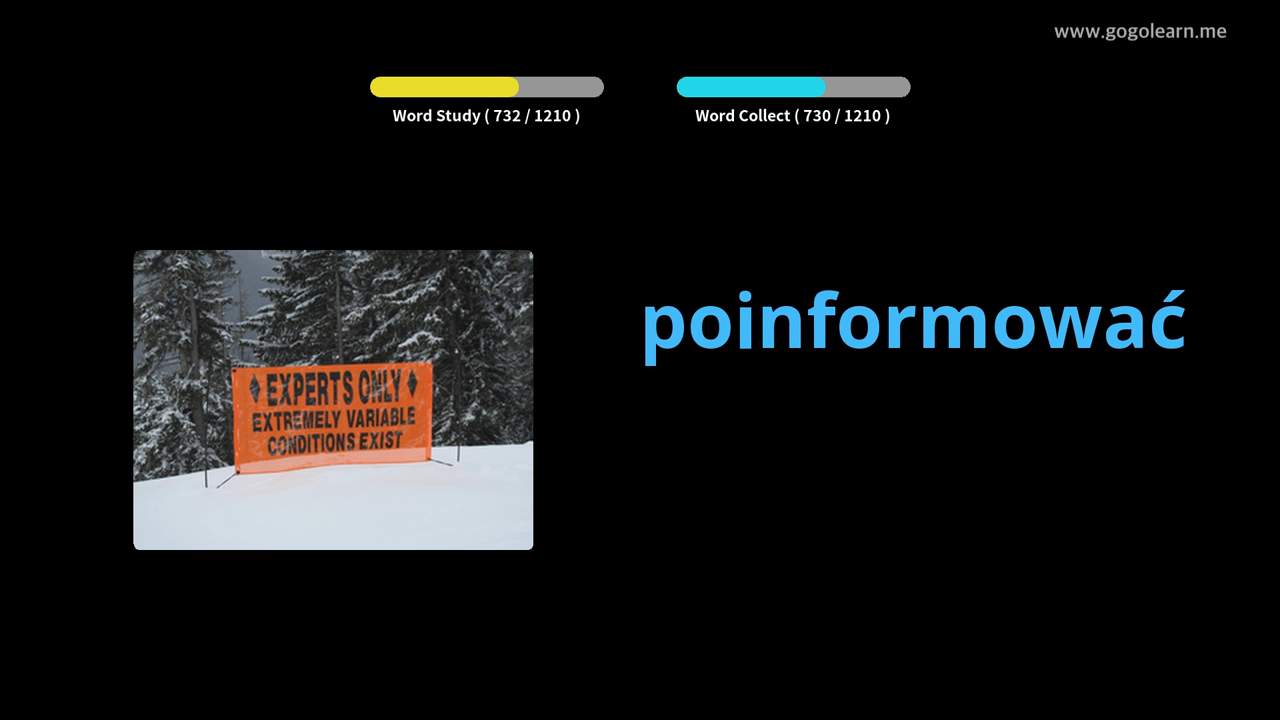 www.gogolearn.me
Word Study ( 732 / 1210 )
Word Collect ( 730 / 1210 )
poinformować
EXPERTS ONLY
EXTREMELY VARIABLE
CONDITIONS EXIST